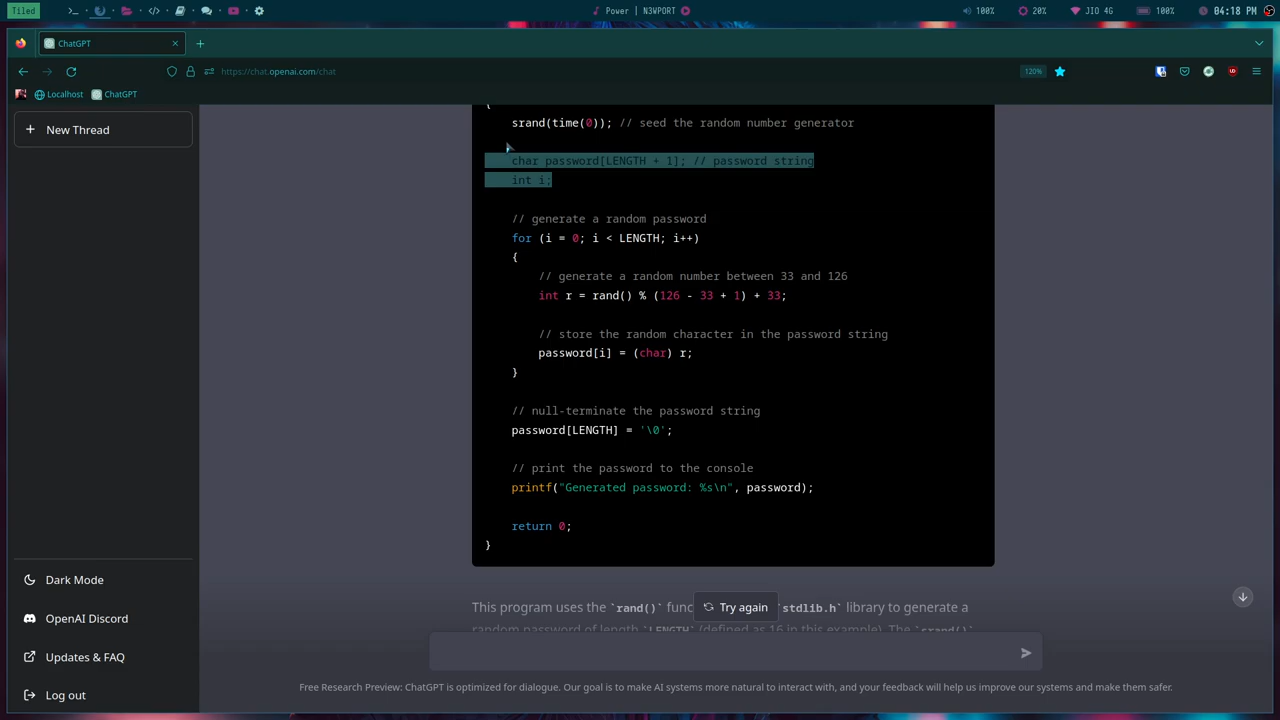 Tiled
Power | N3WPORT
100%
20%
JIO 4G
100%
04:18 PM
ChatGPT
https://chat.openai.com/chat
120%
Localhost
ChatGPT
New Thread
{
srand(time(0)); // seed the random number generator
char password[LENGTH + 1]; // password string
int i;
// generate a random password
for (i = 0; i < LENGTH; i++)
{
// generate a random number between 33 and 126
int r = rand() % (126 - 33 + 1) + 33;
// store the random character in the password string
password[i] = (char) r;
}
// null-terminate the password string
password[LENGTH] = '\0';
// print the password to the console
printf("Generated password: %s\n", password);
return 0;
}
This program uses the `rand()` func `stdlib.h` library to generate a
Try again
random password of length `LENGTH` (defined as 16 in this example). The `srand()`
Dark Mode
OpenAI Discord
Updates & FAQ
Log out
Free Research Preview: ChatGPT is optimized for dialogue. Our goal is to make AI systems more natural to interact with, and your feedback will help us improve our systems and make them safer.